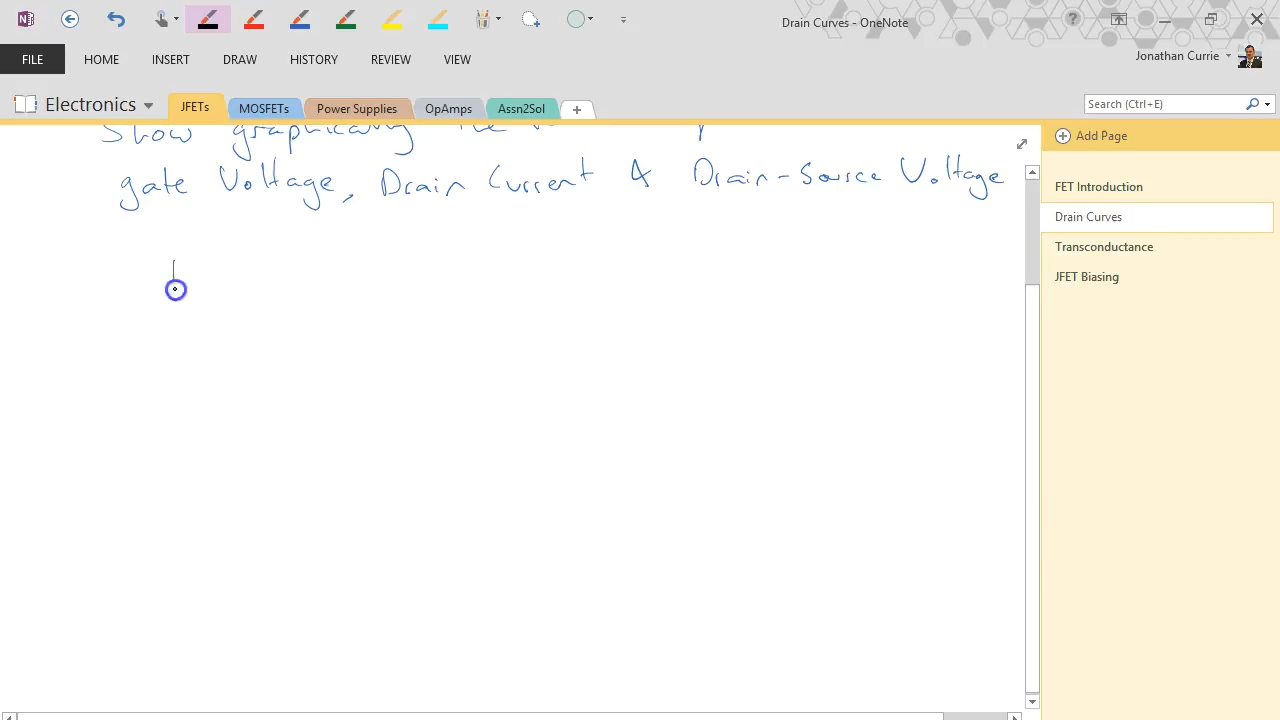 Drain Curves - OneNote
FILE
HOME
INSERT
DRAW
HISTORY
REVIEW
VIEW
Jonathan Currie
Electronics
JFETs
MOSFETs
Power Supplies
OpAmps
Assn2Sol
Search (Ctrl+E)
Show graphically the
gate Voltage, Drain Current & Drain-Source Voltage
Add Page
FET Introduction
Drain Curves
Transconductance
JFET Biasing